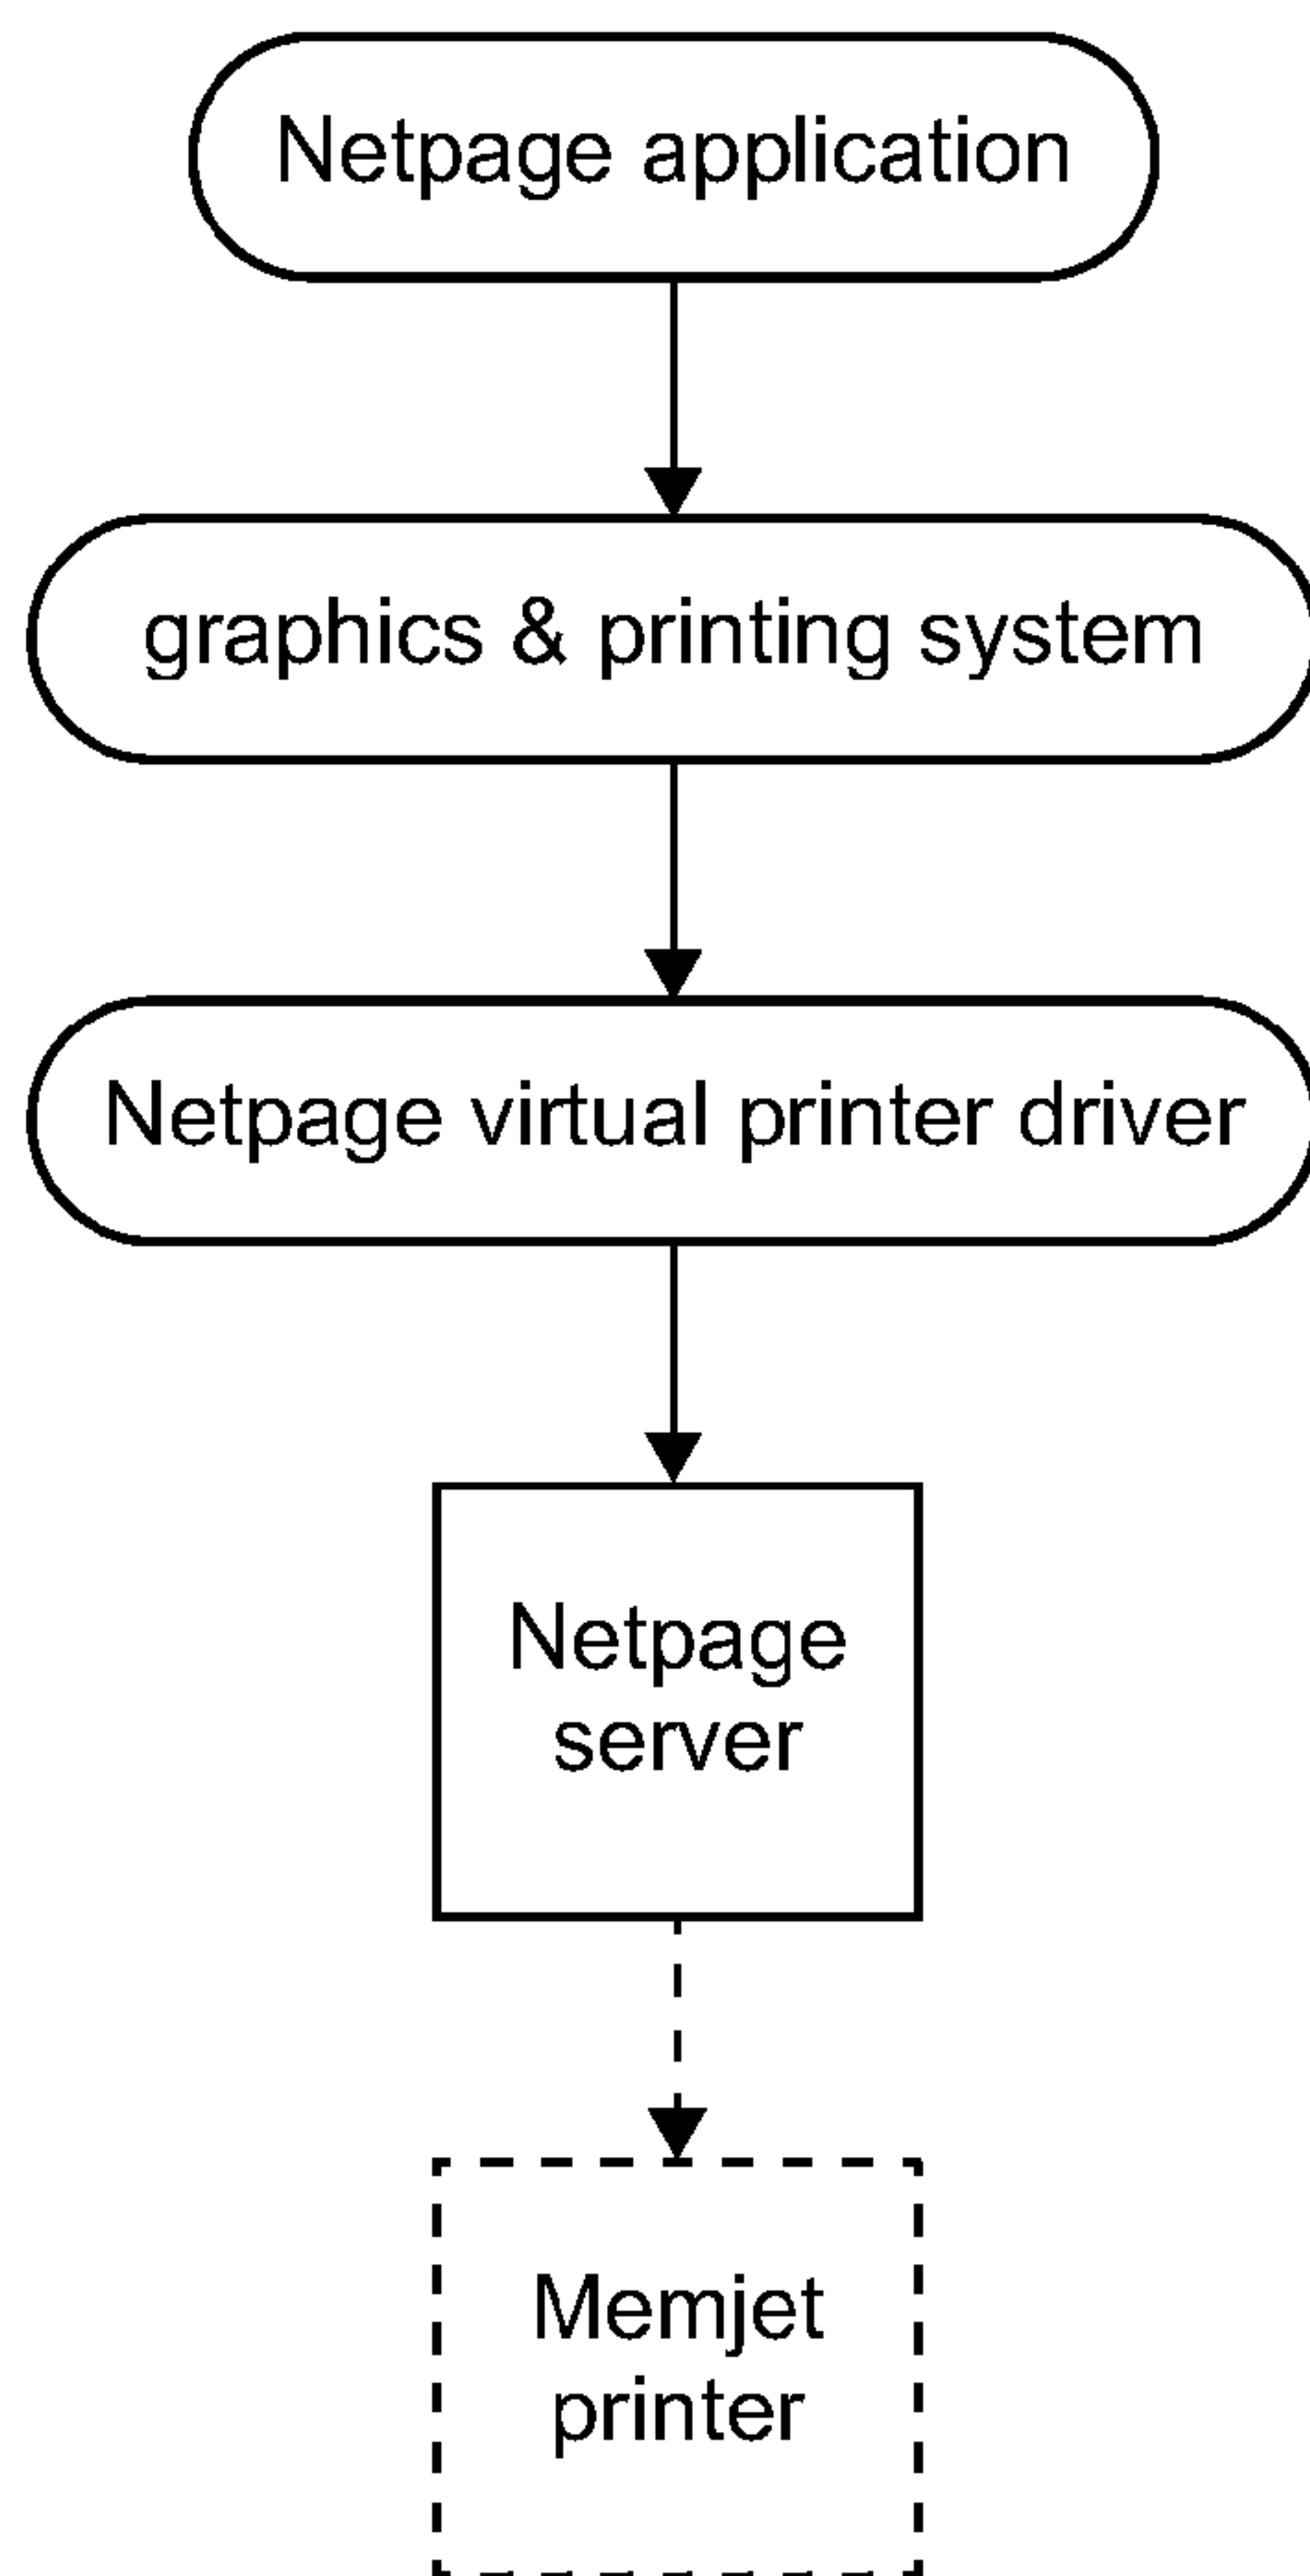 Netpage application
graphics & printing system
Netpage virtual printer driver
Netpage
server
Memjet
printer